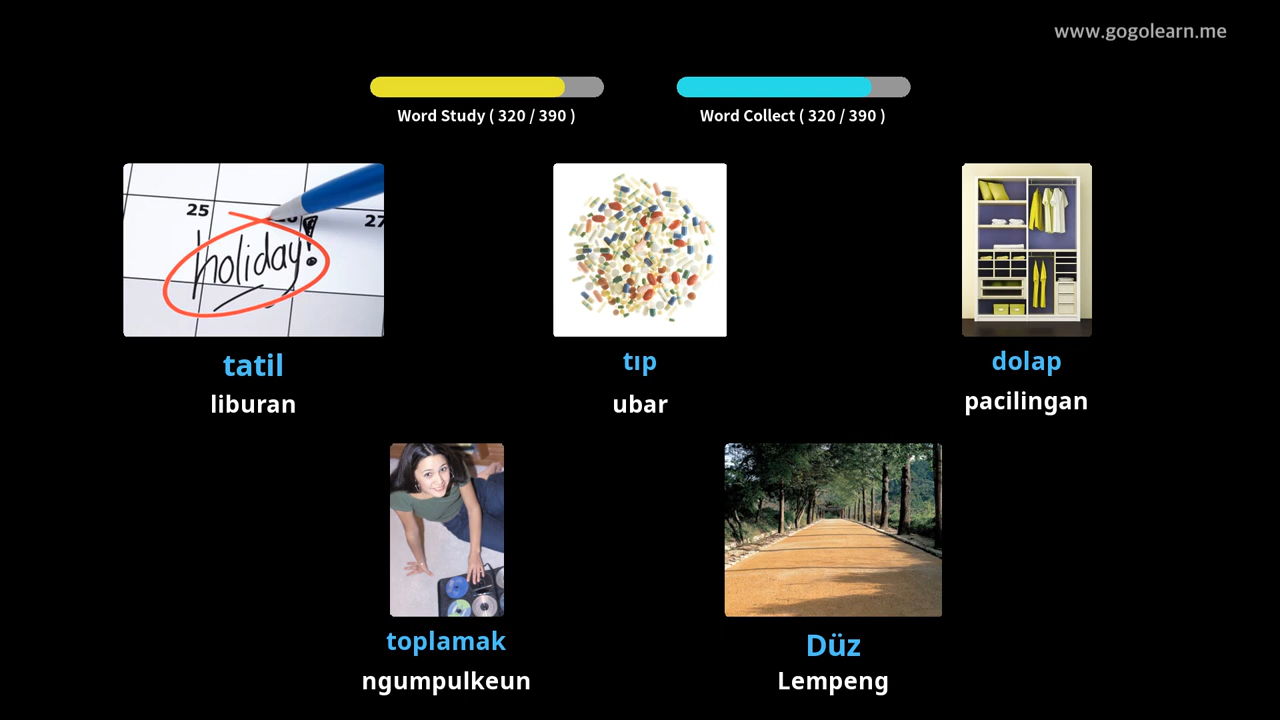 www.gogolearn.me
Word Study ( 320 / 390 )
Word Collect ( 320 / 390 )
25
27
holiday!
tatil
liburan
tıp
ubar
dolap
pacilingan
toplamak
ngumpulkeun
Düz
Lempeng